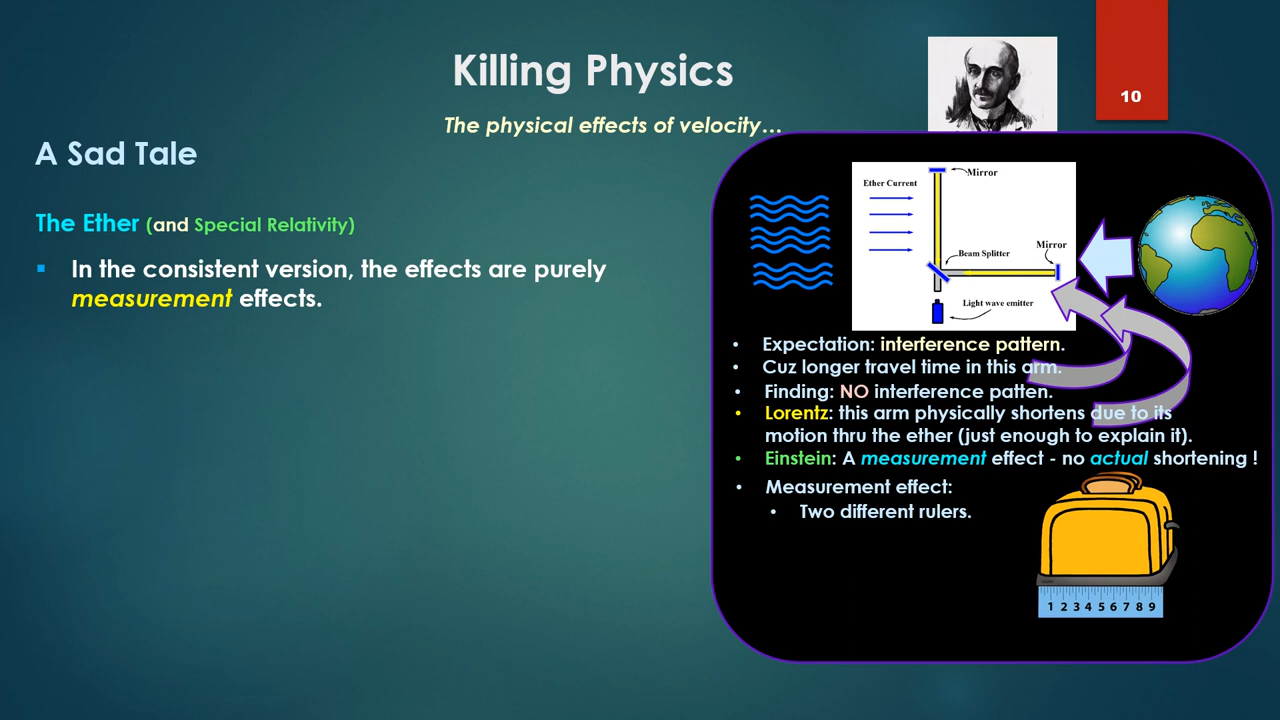 Killing Physics
10
The physical effects of velocity…
A Sad Tale
The Ether (and Special Relativity)
▪ In the consistent version, the effects are purely
measurement effects.
Mirror
Ether Current
Mirror
Beam Splitter
Light wave emitter
• Expectation: interference pattern.
• Cuz longer travel time in this arm.
• Finding: NO interference patten.
• Lorentz: this arm physically shortens due to its
motion thru the ether (just enough to explain it).
• Einstein: A measurement effect - no actual shortening !
• Measurement effect:
• Two different rulers.
1 2 3 4 5 6 7 8 9